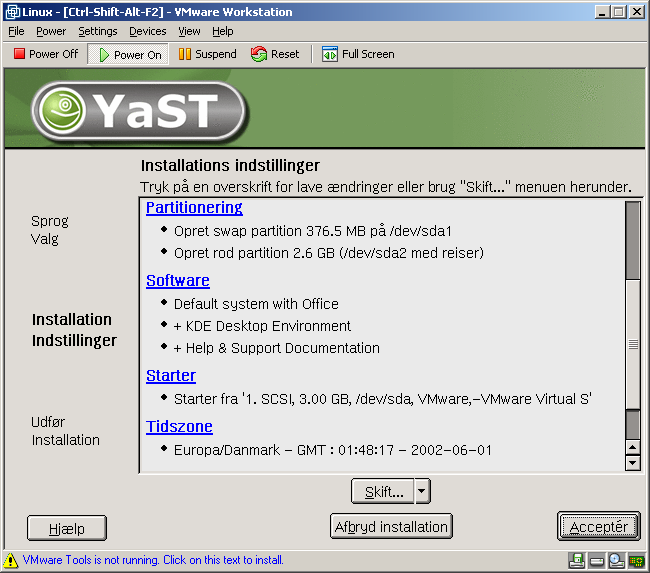 Linux - [Ctrl-Shift-Alt-F2] - VMware Workstation
File Power Settings Devices View Help
Power Off Power On Suspend Reset Full Screen
YaST
Installations indstillinger
Tryk på en overskrift for lave ændringer eller brug "Skift..." menuen herunder.
Sprog
Valg
Installation
Indstillinger
Udfør
Installation
Partitionering
Opret swap partition 376.5 MB på /dev/sda1
Opret rod partition 2.6 GB (/dev/sda2 med reiser)
Software
Default system with Office
+ KDE Desktop Environment
+ Help & Support Documentation
Starter
Starter fra '1. SCSI, 3.00 GB, /dev/sda, VMware,-VMware Virtual S'
Tidszone
Europa/Danmark - GMT : 01:48:17 - 2002-06-01
Skift...
Hjælp
Afbryd installation
Acceptér
VMware Tools is not running. Click on this text to install.